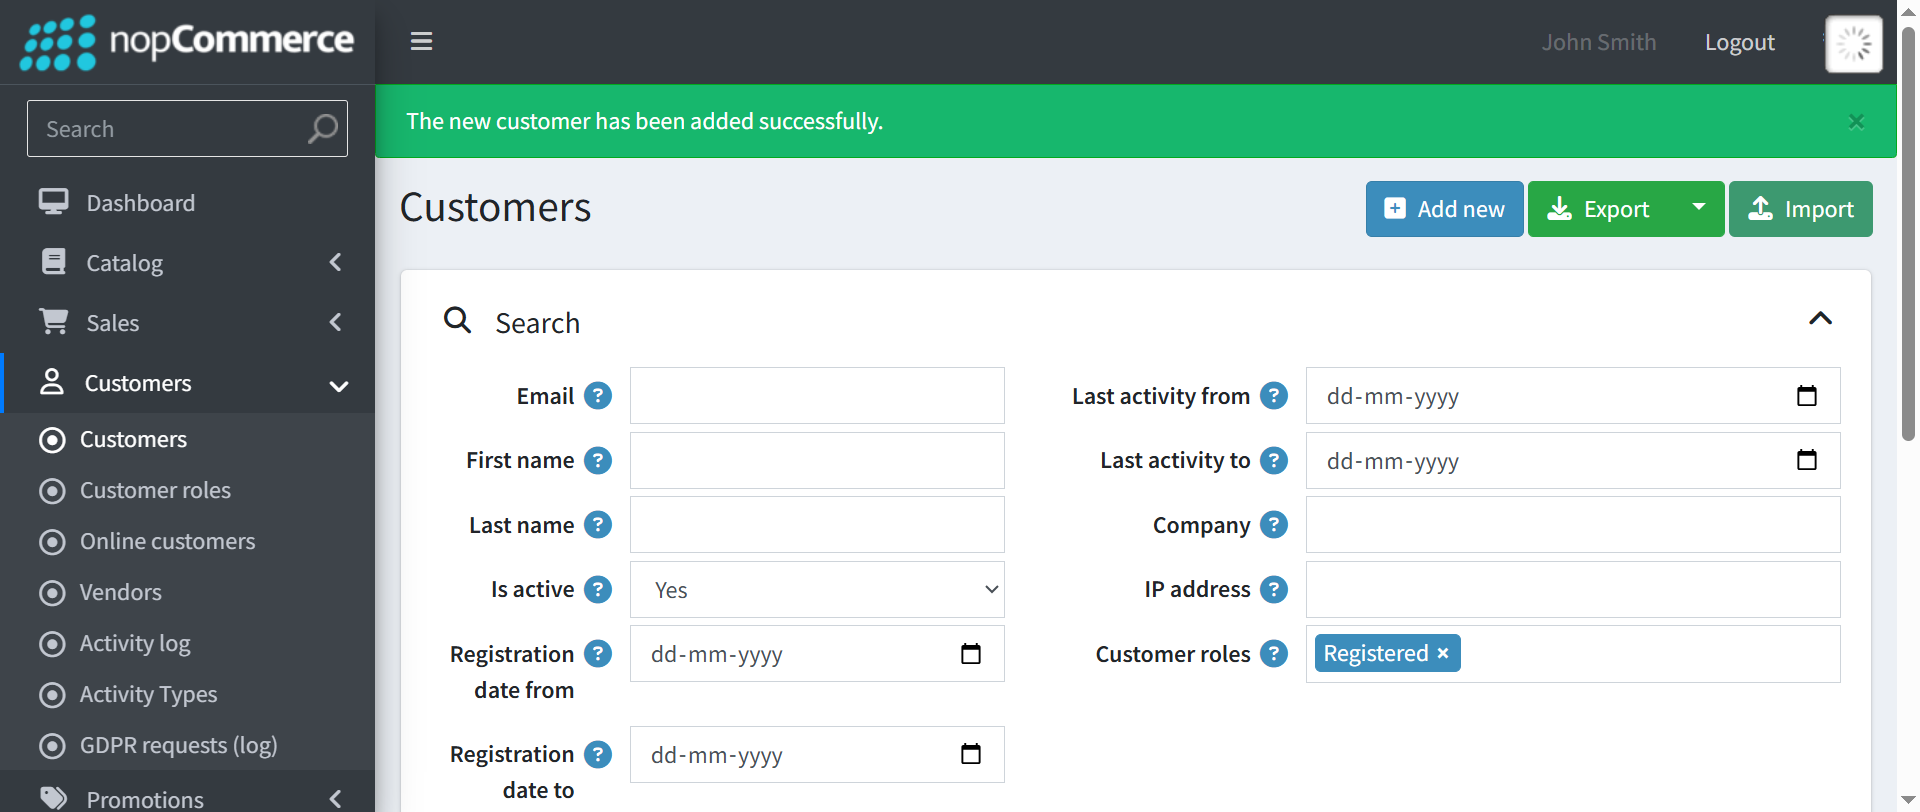 nopCommerce
John Smith
Logout
Search
The new customer has been added successfully.
×
Dashboard
Catalog
Sales
Customers
Customers
Customer roles
Online customers
Vendors
Activity log
Activity Types
GDPR requests (log)
Promotions
Customers
Add new
Export
Import
Search
Email ?
First name ?
Last name ?
Is active ? Yes
Registration ? dd-mm-yyyy
date from
Registration ? dd-mm-yyyy
date to
Last activity from ? dd-mm-yyyy
Last activity to ? dd-mm-yyyy
Company ?
IP address ?
Customer roles ? Registered ×